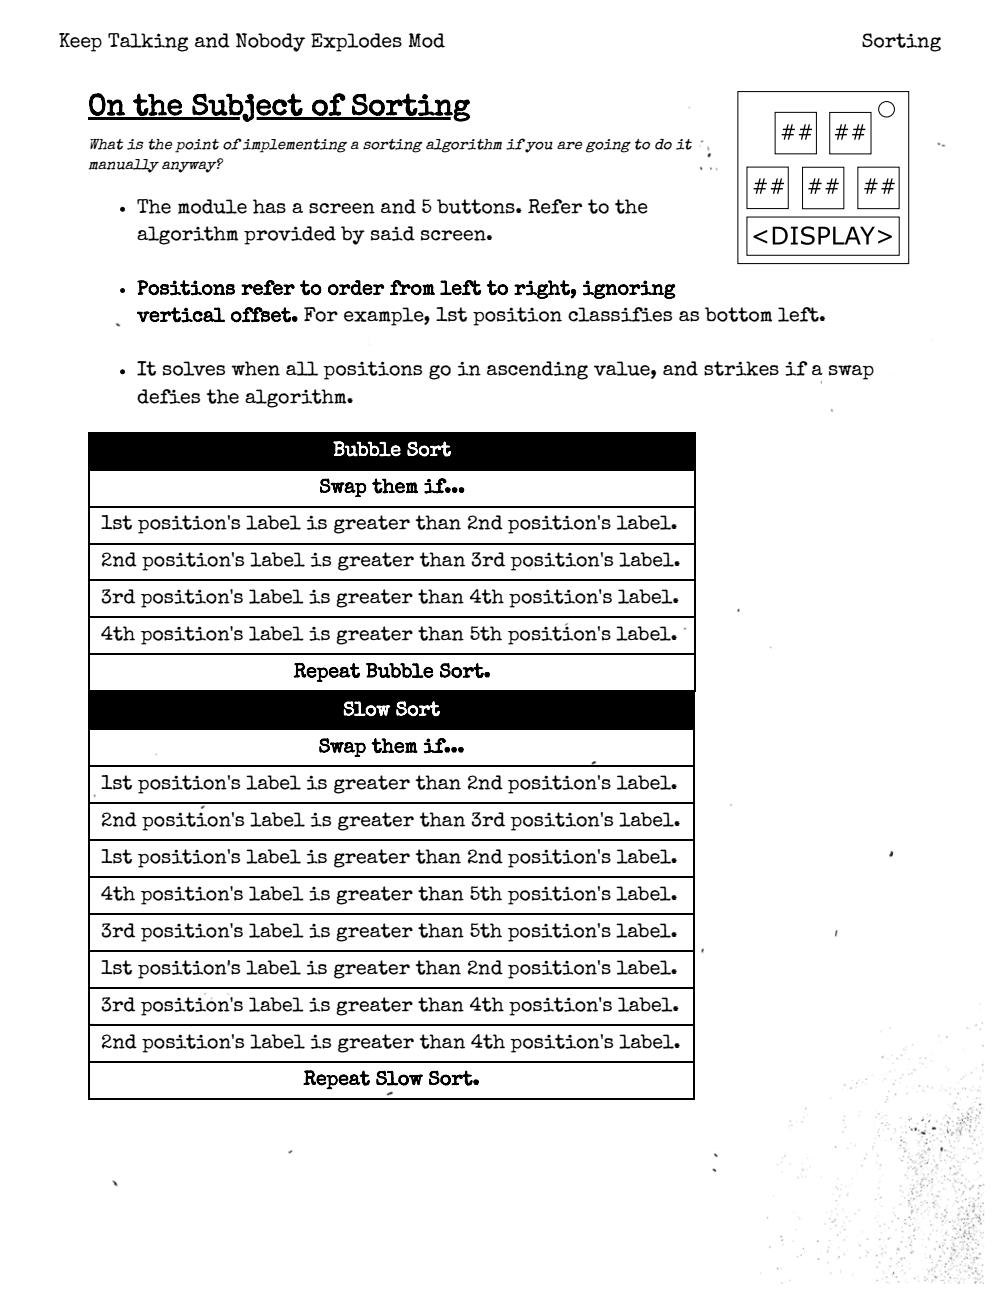 Keep Talking and Nobody Explodes Mod
Sorting
On the Subject of Sorting
What is the point of implementing a sorting algorithm if you are going to do it
manually anyway?
## ##
## ## ##
<DISPLAY>
• The module has a screen and 5 buttons. Refer to the
algorithm provided by said screen.
• Positions refer to order from left to right, ignoring
vertical offset. For example, 1st position classifies as bottom left.
• It solves when all positions go in ascending value, and strikes if a swap
defies the algorithm.
Bubble Sort
Swap them if...
1st position's label is greater than 2nd position's label.
2nd position's label is greater than 3rd position's label.
3rd position's label is greater than 4th position's label.
4th position's label is greater than 5th position's label.
Repeat Bubble Sort.
Slow Sort
Swap them if...
1st position's label is greater than 2nd position's label.
2nd position's label is greater than 3rd position's label.
1st position's label is greater than 2nd position's label.
4th position's label is greater than 5th position's label.
3rd position's label is greater than 5th position's label.
1st position's label is greater than 2nd position's label.
3rd position's label is greater than 4th position's label.
2nd position's label is greater than 4th position's label.
Repeat Slow Sort.